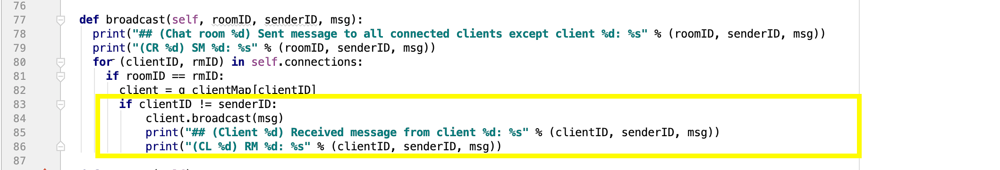 76
77 def broadcast(self, roomID, senderID, msg):
78 print("## (Chat room %d) Sent message to all connected clients except client %d: %s" % (roomID, senderID, msg))
79 print("(CR %d) SM %d: %s" % (roomID, senderID, msg))
80 for (clientID, rmID) in self.connections:
81 if roomID == rmID:
82 client = g_clientMap[clientID]
83 if clientID != senderID:
84 client.broadcast(msg)
85 print("## (Client %d) Received message from client %d: %s" % (clientID, senderID, msg))
86 print("(CL %d) RM %d: %s" % (clientID, senderID, msg))
87